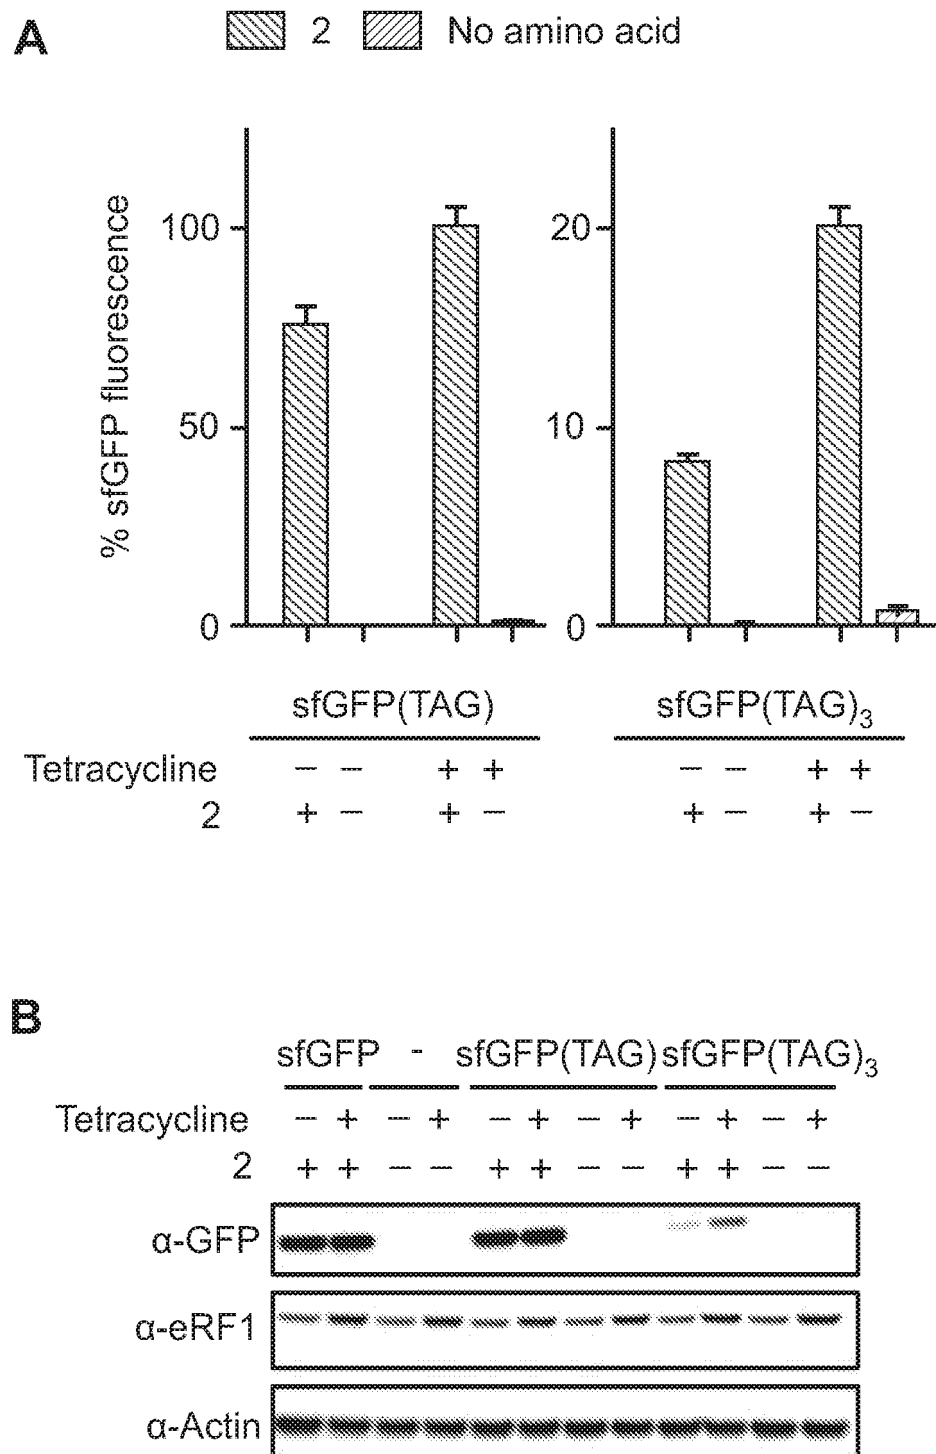 A
2 No amino acid
% sfGFP fluorescence
100 20
50 10
0 0
sfGFP(TAG) sfGFP(TAG)3
Tetracycline – – + + – – + +
2 + – + – + – + –
B
sfGFP - sfGFP(TAG) sfGFP(TAG)3
Tetracycline – + – + – + – + – + – +
2 + + – – + + – – + + – –
α-GFP
α-eRF1
α-Actin